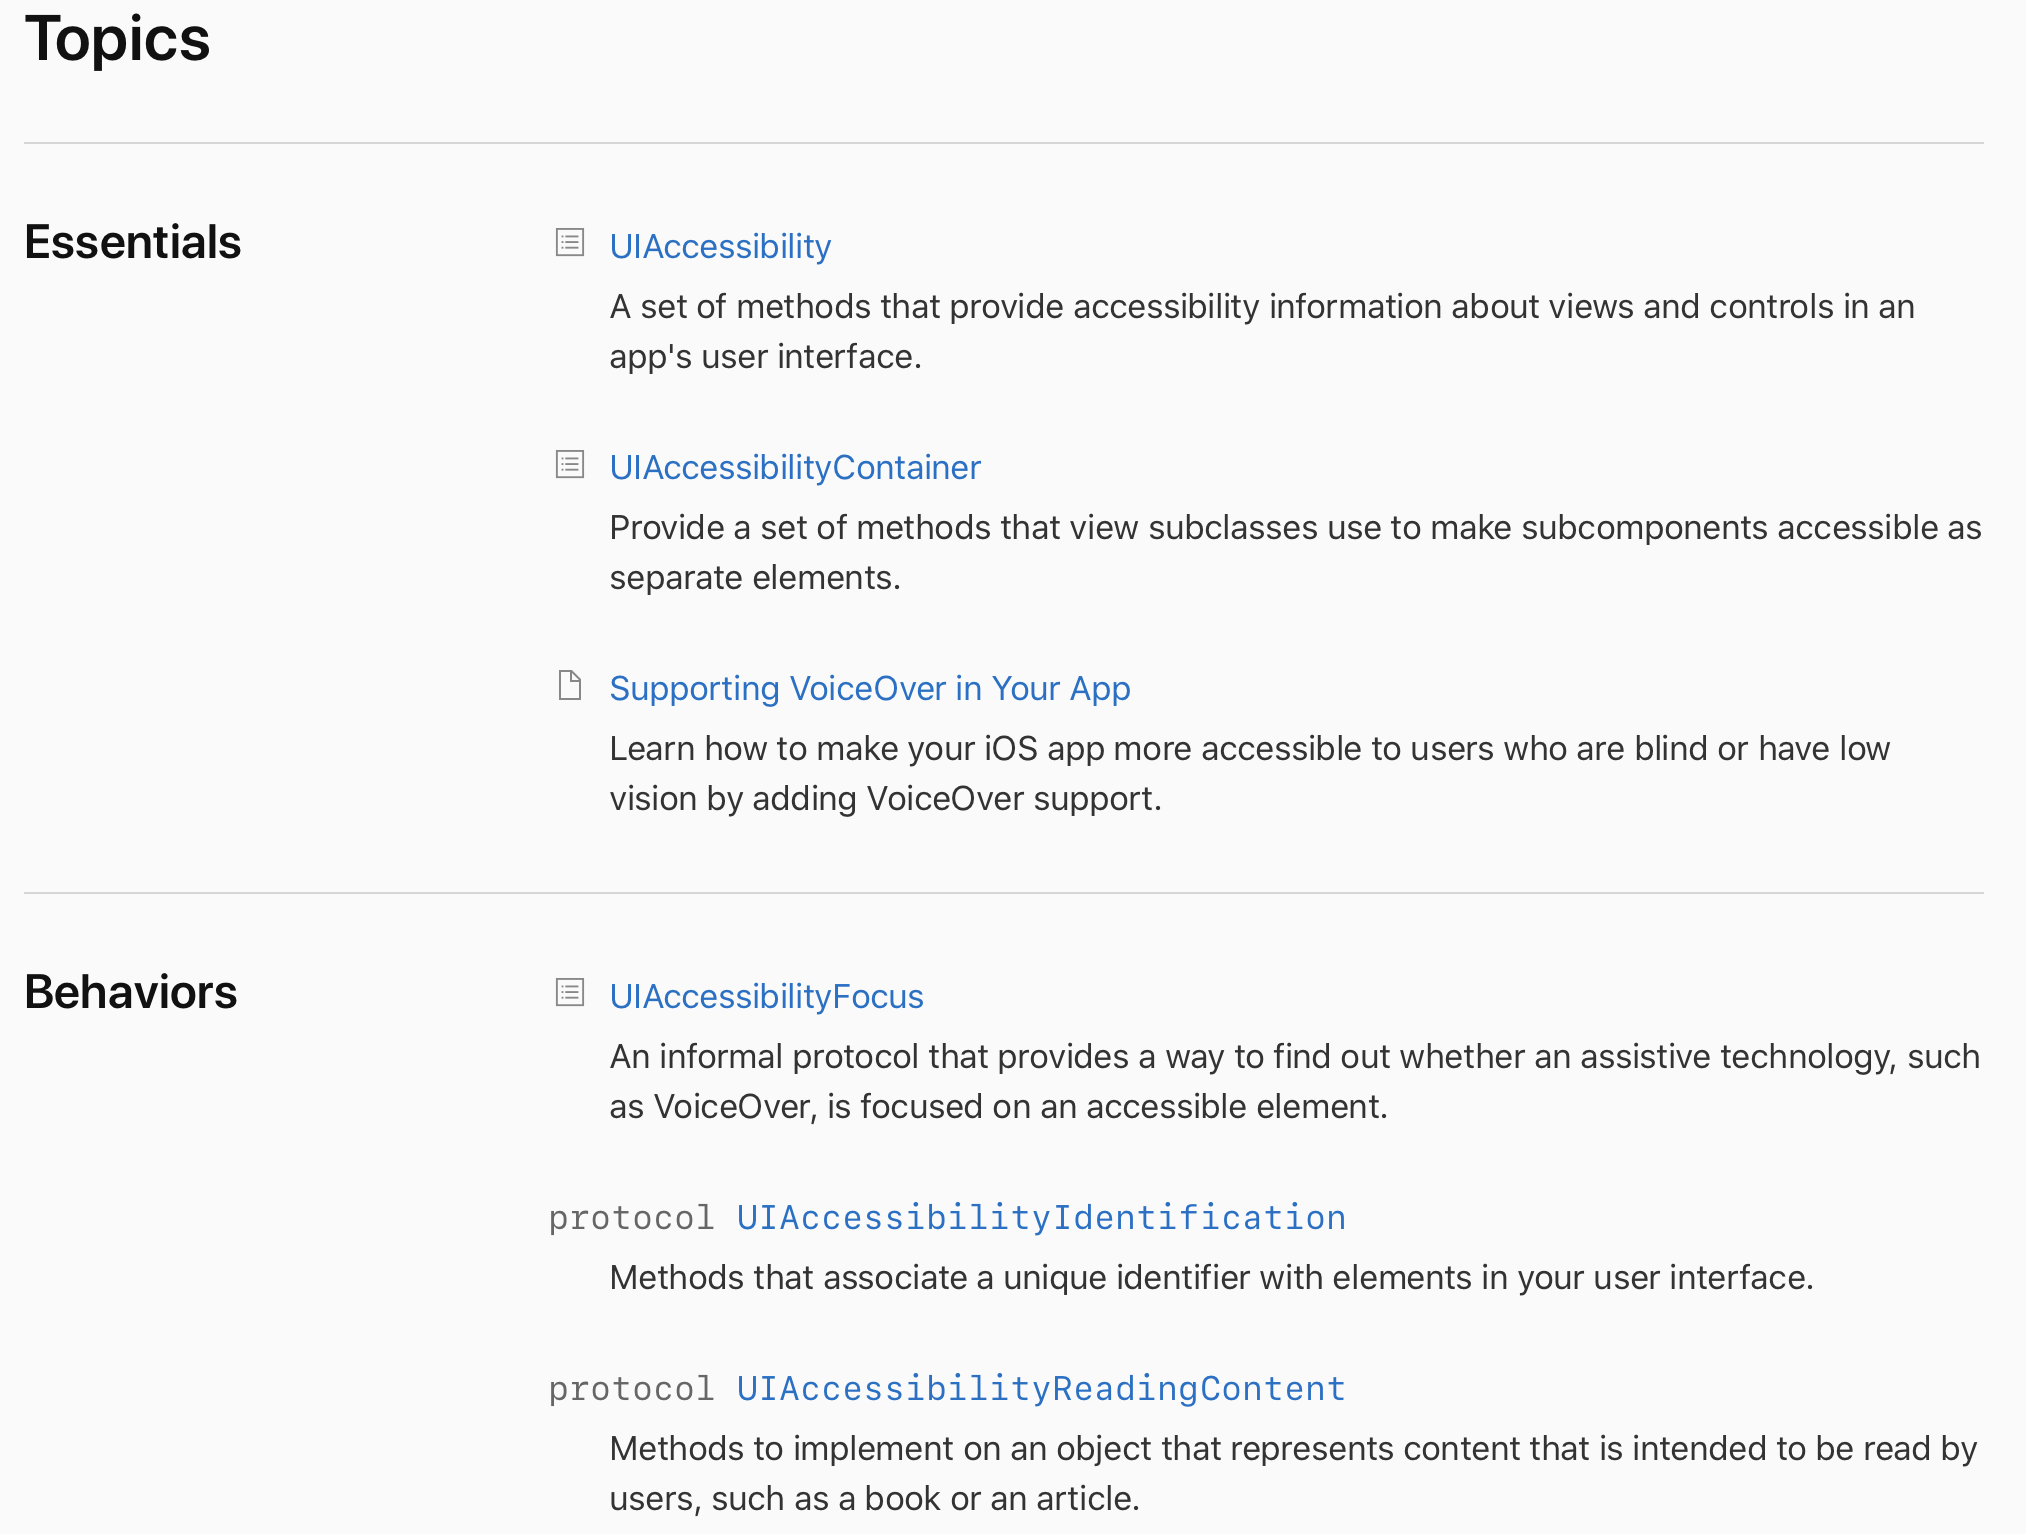 Topics
Essentials
UIAccessibility
A set of methods that provide accessibility information about views and controls in an
app's user interface.
UIAccessibilityContainer
Provide a set of methods that view subclasses use to make subcomponents accessible as
separate elements.
Supporting VoiceOver in Your App
Learn how to make your iOS app more accessible to users who are blind or have low
vision by adding VoiceOver support.
Behaviors
UIAccessibilityFocus
An informal protocol that provides a way to find out whether an assistive technology, such
as VoiceOver, is focused on an accessible element.
protocol UIAccessibilityIdentification
Methods that associate a unique identifier with elements in your user interface.
protocol UIAccessibilityReadingContent
Methods to implement on an object that represents content that is intended to be read by
users, such as a book or an article.